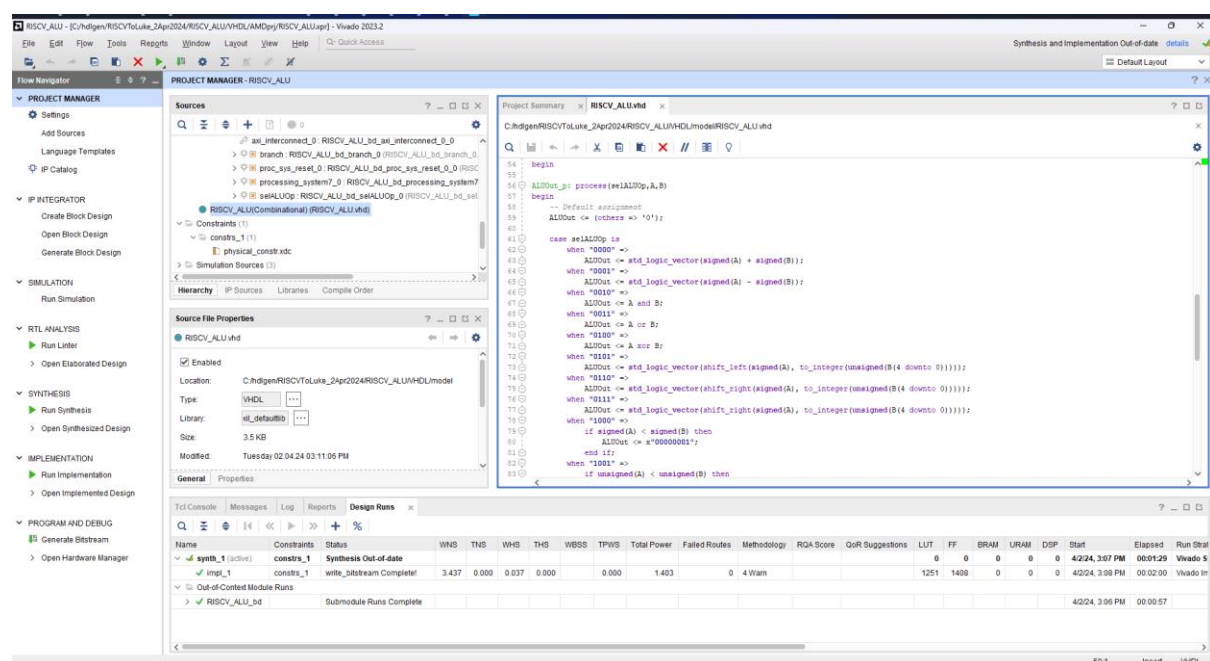 RISCV_ALU - [C:/hdlgen/RISCVToLuke_2Apr2024/RISCV_ALU/VHDL/AMDprj/RISCV_ALU.xpr] - Vivado 2023.2
File Edit Flow Tools Reports Window Layout View Help Q- Quick Access
Synthesis and Implementation Out-of-date details
Default Layout
Flow Navigator
PROJECT MANAGER - RISCV_ALU
PROJECT MANAGER
Settings
Add Sources
Language Templates
IP Catalog
IP INTEGRATOR
Create Block Design
Open Block Design
Generate Block Design
SIMULATION
Run Simulation
RTL ANALYSIS
Run Linter
Open Elaborated Design
SYNTHESIS
Run Synthesis
Open Synthesized Design
IMPLEMENTATION
Run Implementation
Open Implemented Design
PROGRAM AND DEBUG
Generate Bitstream
Open Hardware Manager
Sources
0
axi_interconnect_0 : RISCV_ALU_bd_axi_interconnect_0_0
branch : RISCV_ALU_bd_branch_0 (RISCV_ALU_bd_branch_0
proc_sys_reset_0 : RISCV_ALU_bd_proc_sys_reset_0_0 (RISC
processing_system7_0 : RISCV_ALU_bd_processing_system7
selALUOp : RISCV_ALU_bd_selALUOp_0 (RISCV_ALU_bd_sel
RISCV_ALU(Combinational) (RISCV_ALU.vhd)
Constraints (1)
constrs_1 (1)
physical_constr.xdc
Simulation Sources (3)
Hierarchy IP Sources Libraries Compile Order
Source File Properties
RISCV_ALU.vhd
Enabled
Location: C:/hdlgen/RISCVToLuke_2Apr2024/RISCV_ALU/VHDL/model
Type: VHDL
Library: xil_defaultlib
Size: 3.5 KB
Modified: Tuesday 02.04.24 03:11:06 PM
General Properties
Project Summary RISCV_ALU.vhd
C:/hdlgen/RISCVToLuke_2Apr2024/RISCV_ALU/VHDL/model/RISCV_ALU.vhd
54 begin
55
56 ALUOut_p: process(selALUOp,A,B)
57 begin
58 -- Default assignment
59 ALUOut <= (others => '0');
60
61 case selALUOp is
62 when "0000" =>
63 ALUOut <= std_logic_vector(signed(A) + signed(B));
64 when "0001" =>
65 ALUOut <= std_logic_vector(signed(A) - signed(B));
66 when "0010" =>
67 ALUOut <= A and B;
68 when "0011" =>
69 ALUOut <= A or B;
70 when "0100" =>
71 ALUOut <= A xor B;
72 when "0101" =>
73 ALUOut <= std_logic_vector(shift_left(signed(A), to_integer(unsigned(B(4 downto 0)))));
74 when "0110" =>
75 ALUOut <= std_logic_vector(shift_right(signed(A), to_integer(unsigned(B(4 downto 0)))));
76 when "0111" =>
77 ALUOut <= std_logic_vector(shift_right(signed(A), to_integer(unsigned(B(4 downto 0)))));
78 when "1000" =>
79 if signed(A) < signed(B) then
80 ALUOut <= x"00000001";
81 end if;
82 when "1001" =>
83 if unsigned(A) < unsigned(B) then
Tcl Console Messages Log Reports Design Runs
Name Constraints Status WNS TNS WHS THS WBSS TPWS Total Power Failed Routes Methodology RQA Score QoR Suggestions LUT FF BRAM URAM DSP Start Elapsed Run Strat
synth_1 (active) constrs_1 Synthesis Out-of-date 0 0 0 0 0 4/2/24, 3:07 PM 00:01:29 Vivado S
impl_1 constrs_1 write_bitstream Complete! 3.437 0.000 0.037 0.000 0.000 1.403 0 4 Warn 1251 1408 0 0 0 4/2/24, 3:08 PM 00:02:00 Vivado Im
Out-of-Context Module Runs
RISCV_ALU_bd Submodule Runs Complete 4/2/24, 3:06 PM 00:00:57
Insert VHDL